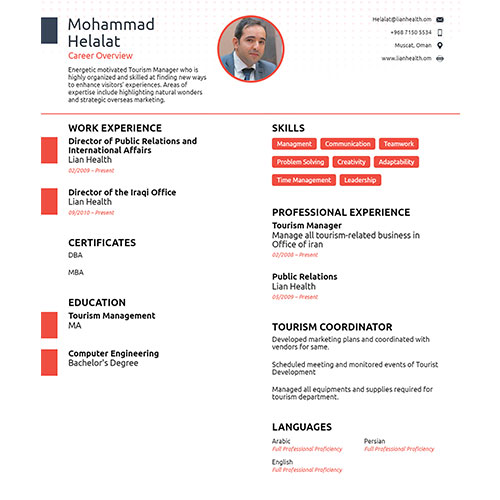 Mohammad
Helalat
Career Overview
Energetic motivated Tourism Manager who is
highly organized and skilled at finding new ways
to enhance visitors' experiences. Areas of
expertise include highlighting natural wonders
and strategic overseas marketing.
Helalat@lianhealth.om
+968 7150 5534
Muscat, Oman
www.lianhealth.om
WORK EXPERIENCE
Director of Public Relations and
International Affairs
Lian Health
02/2009 – Present
Director of the Iraqi Office
Lian Health
09/2010 – Present
CERTIFICATES
DBA
MBA
EDUCATION
Tourism Management
MA
Computer Engineering
Bachelor's Degree
SKILLS
Managment Communication Teamwork
Problem Solving Creativity Adaptability
Time Management Leadership
PROFESSIONAL EXPERIENCE
Tourism Manager
Manage all tourism-related business in
Office of iran
02/2008 – Present
Public Relations
Lian Health
05/2009 – Present
TOURISM COORDINATOR
Developed marketing plans and coordinated with
vendors for same.
Scheduled meeting and monitored events of Tourist
Development
Managed all equipments and supplies required for
tourism department.
LANGUAGES
Arabic Persian
Full Professional Proficiency Full Professional Proficiency
English
Full Professional Proficiency